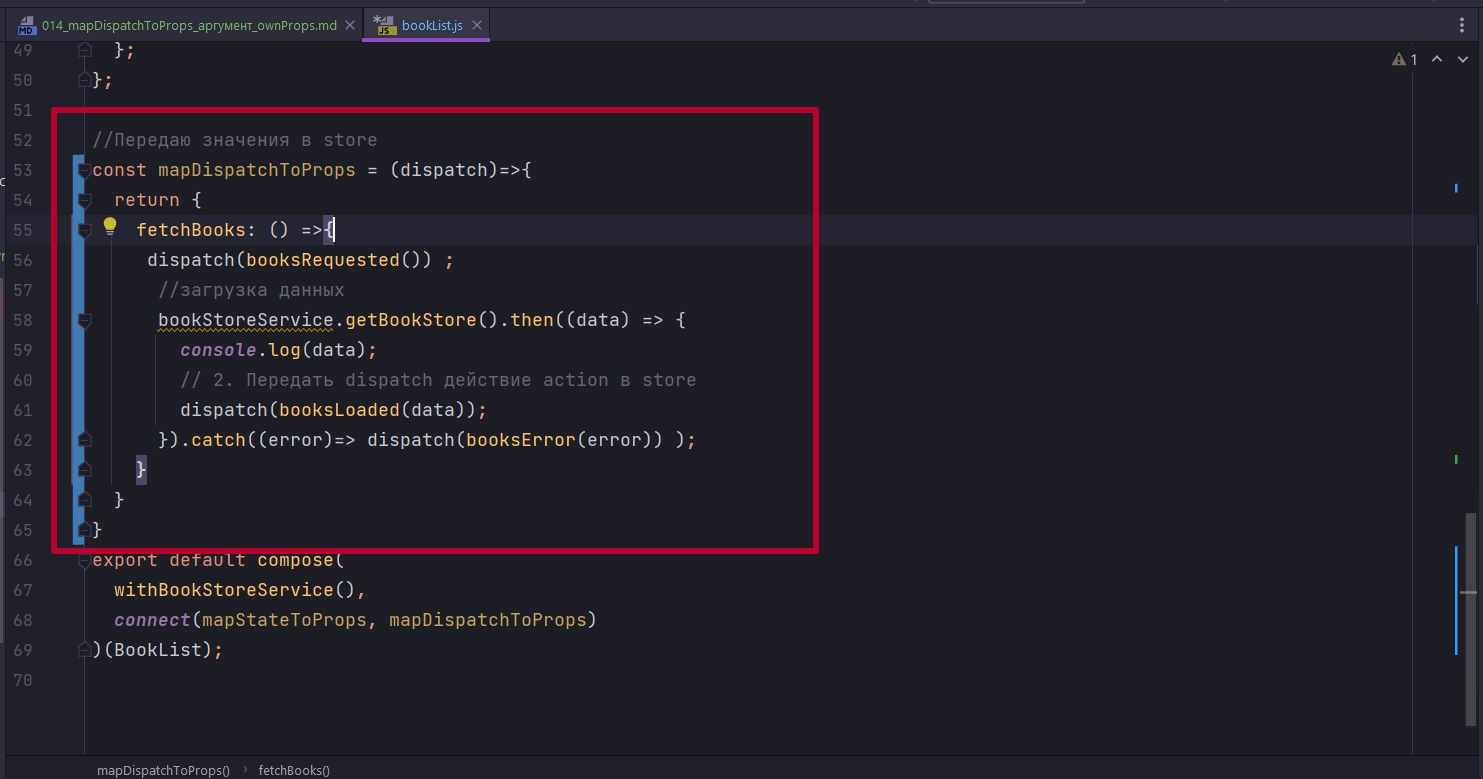 014_mapDispatchToProps_аргумент_ownProps.md
bookList.js
1
49 };
50 };
51
52 //Передаю значения в store
53 const mapDispatchToProps = (dispatch)=>{
54 return {
55 fetchBooks: () =>{
56 dispatch(booksRequested()) ;
57 //загрузка данных
58 bookStoreService.getBookStore().then((data) => {
59 console.log(data);
60 // 2. Передать dispatch действие action в store
61 dispatch(booksLoaded(data));
62 }).catch((error)=> dispatch(booksError(error)) );
63 }
64 }
65 }
66 export default compose(
67 withBookStoreService(),
68 connect(mapStateToProps, mapDispatchToProps)
69 )(BookList);
70
mapDispatchToProps() › fetchBooks()